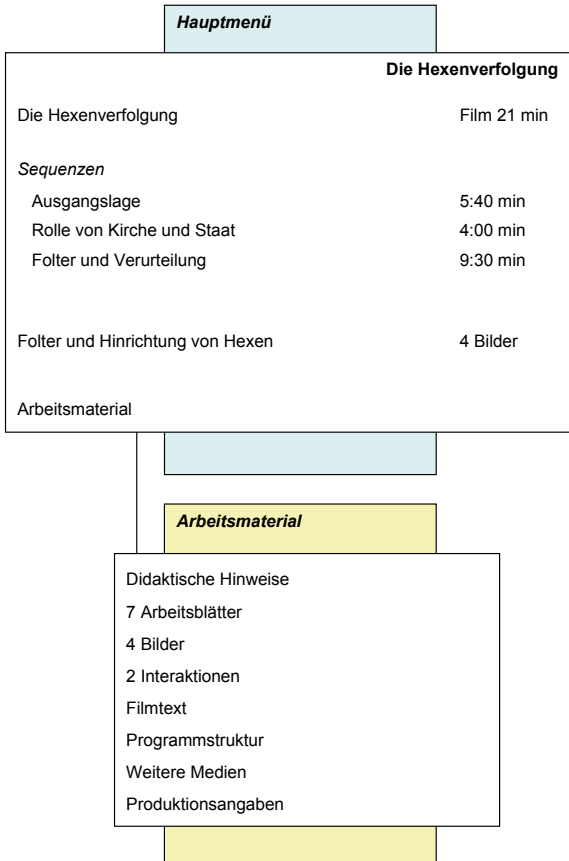 Hauptmenü
Die Hexenverfolgung
Die Hexenverfolgung Film 21 min
Sequenzen
Ausgangslage 5:40 min
Rolle von Kirche und Staat 4:00 min
Folter und Verurteilung 9:30 min
Folter und Hinrichtung von Hexen 4 Bilder
Arbeitsmaterial
Arbeitsmaterial
Didaktische Hinweise
7 Arbeitsblätter
4 Bilder
2 Interaktionen
Filmtext
Programmstruktur
Weitere Medien
Produktionsangaben